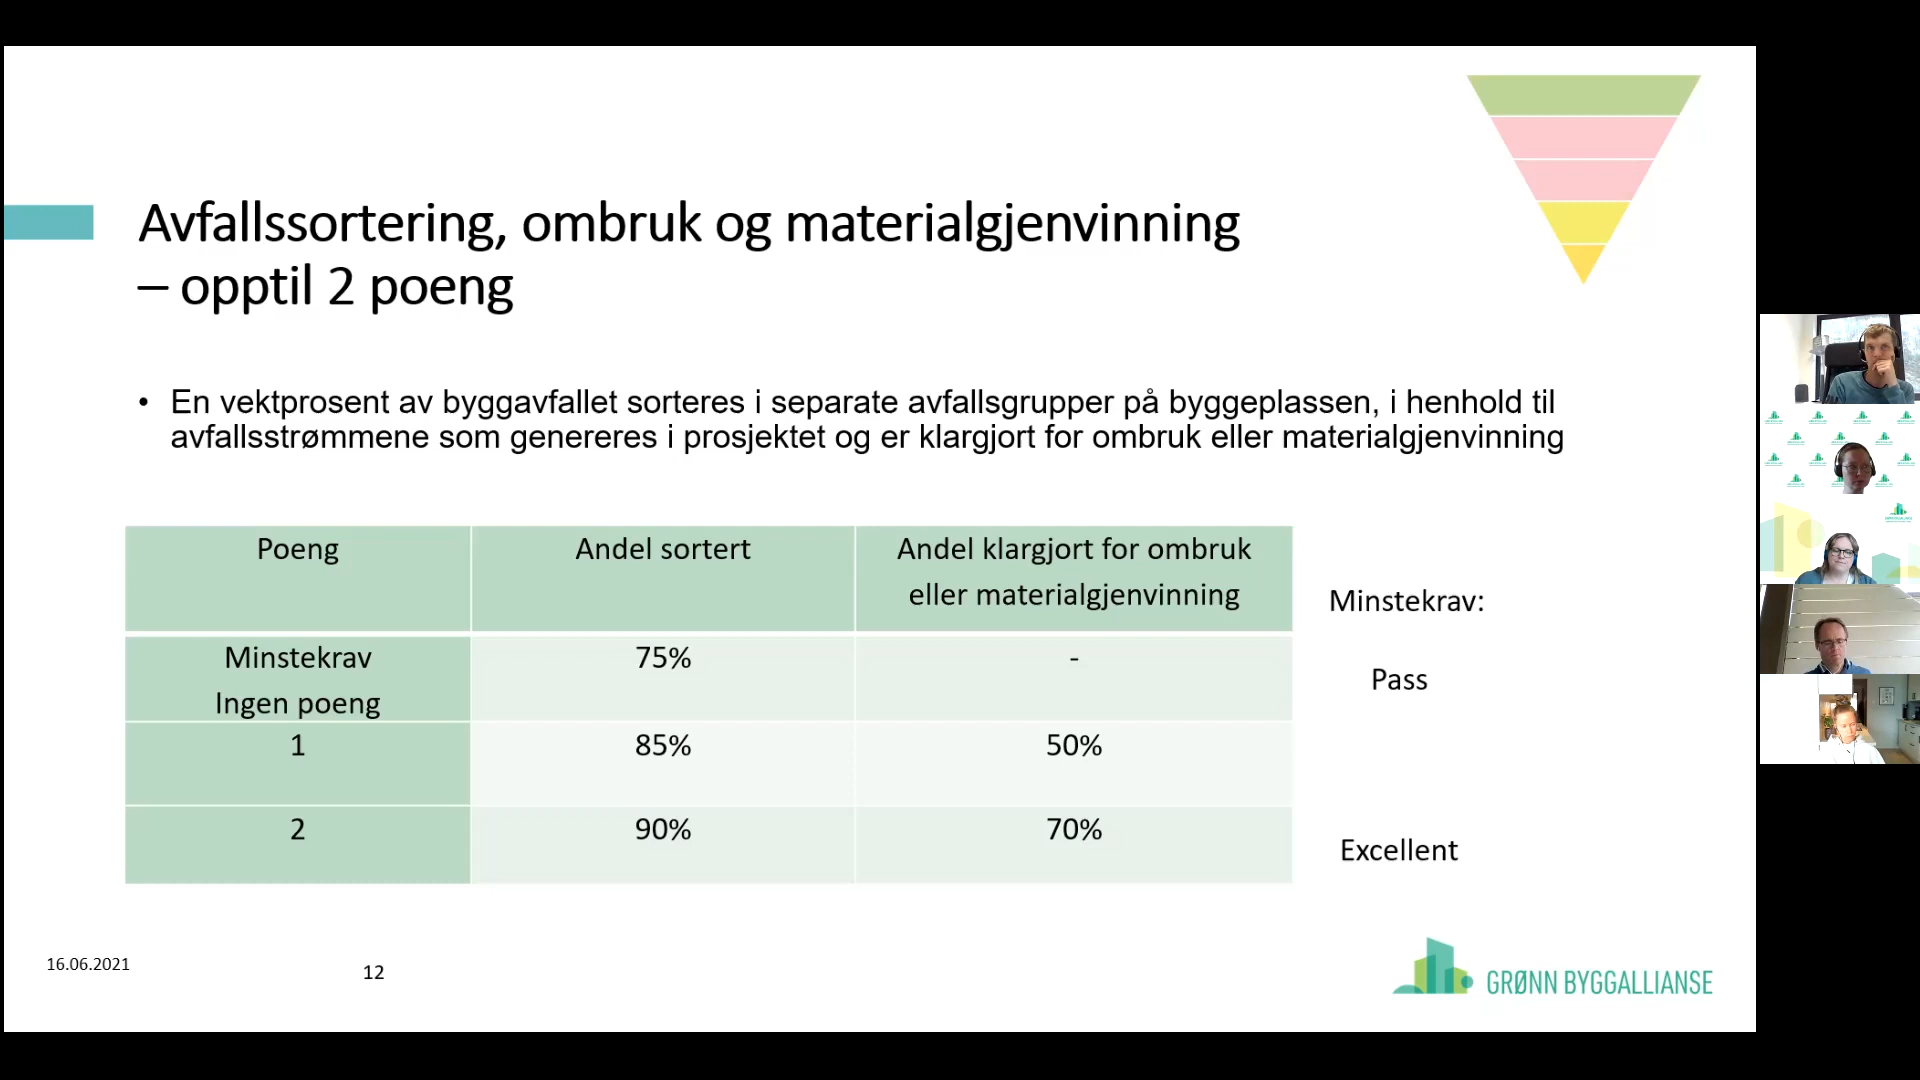 Avfallssortering, ombruk og materialgjenvinning
– opptil 2 poeng
• En vektprosent av byggavfallet sorteres i separate avfallsgrupper på byggeplassen, i henhold til
avfallsstrømmene som genereres i prosjektet og er klargjort for ombruk eller materialgjenvinning
Poeng
Andel sortert
Andel klargjort for ombruk
eller materialgjenvinning
Minstekrav:
Minstekrav
Ingen poeng
75%
-
Pass
1
85%
50%
2
90%
70%
Excellent
16.06.2021
12
GRØNN BYGGALLIANSE